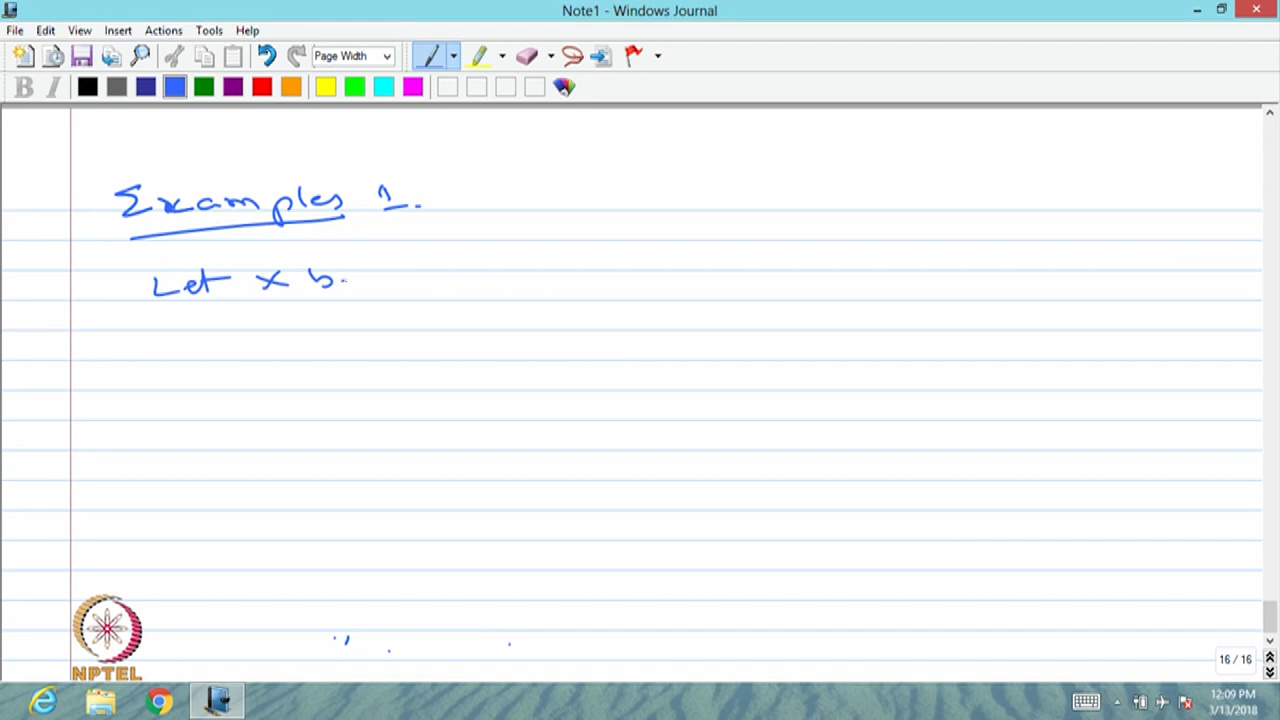 Note1 - Windows Journal
File Edit View Insert Actions Tools Help
Page Width
B I
Examples 1.
Let x b.
NPTEL
16 / 16
12:09 PM
3/13/2018